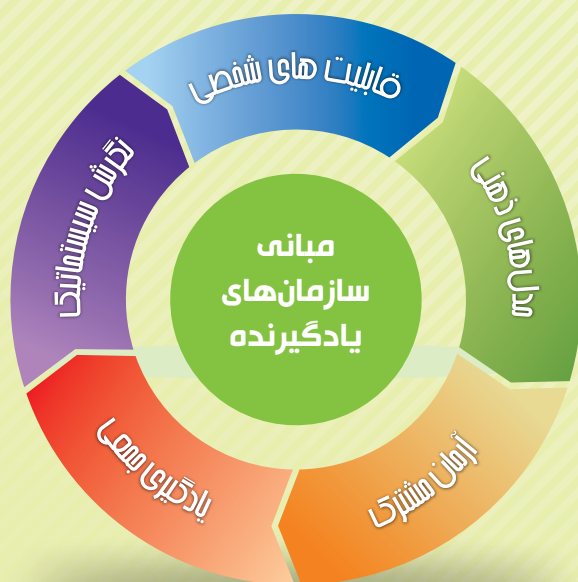 قابلیت های شخصی
مدل‌های ذهنی
آرمان مشترک
یادگیری جمعی
نگرش سیستماتیک
مبانی
سازمان‌های
یادگیرنده